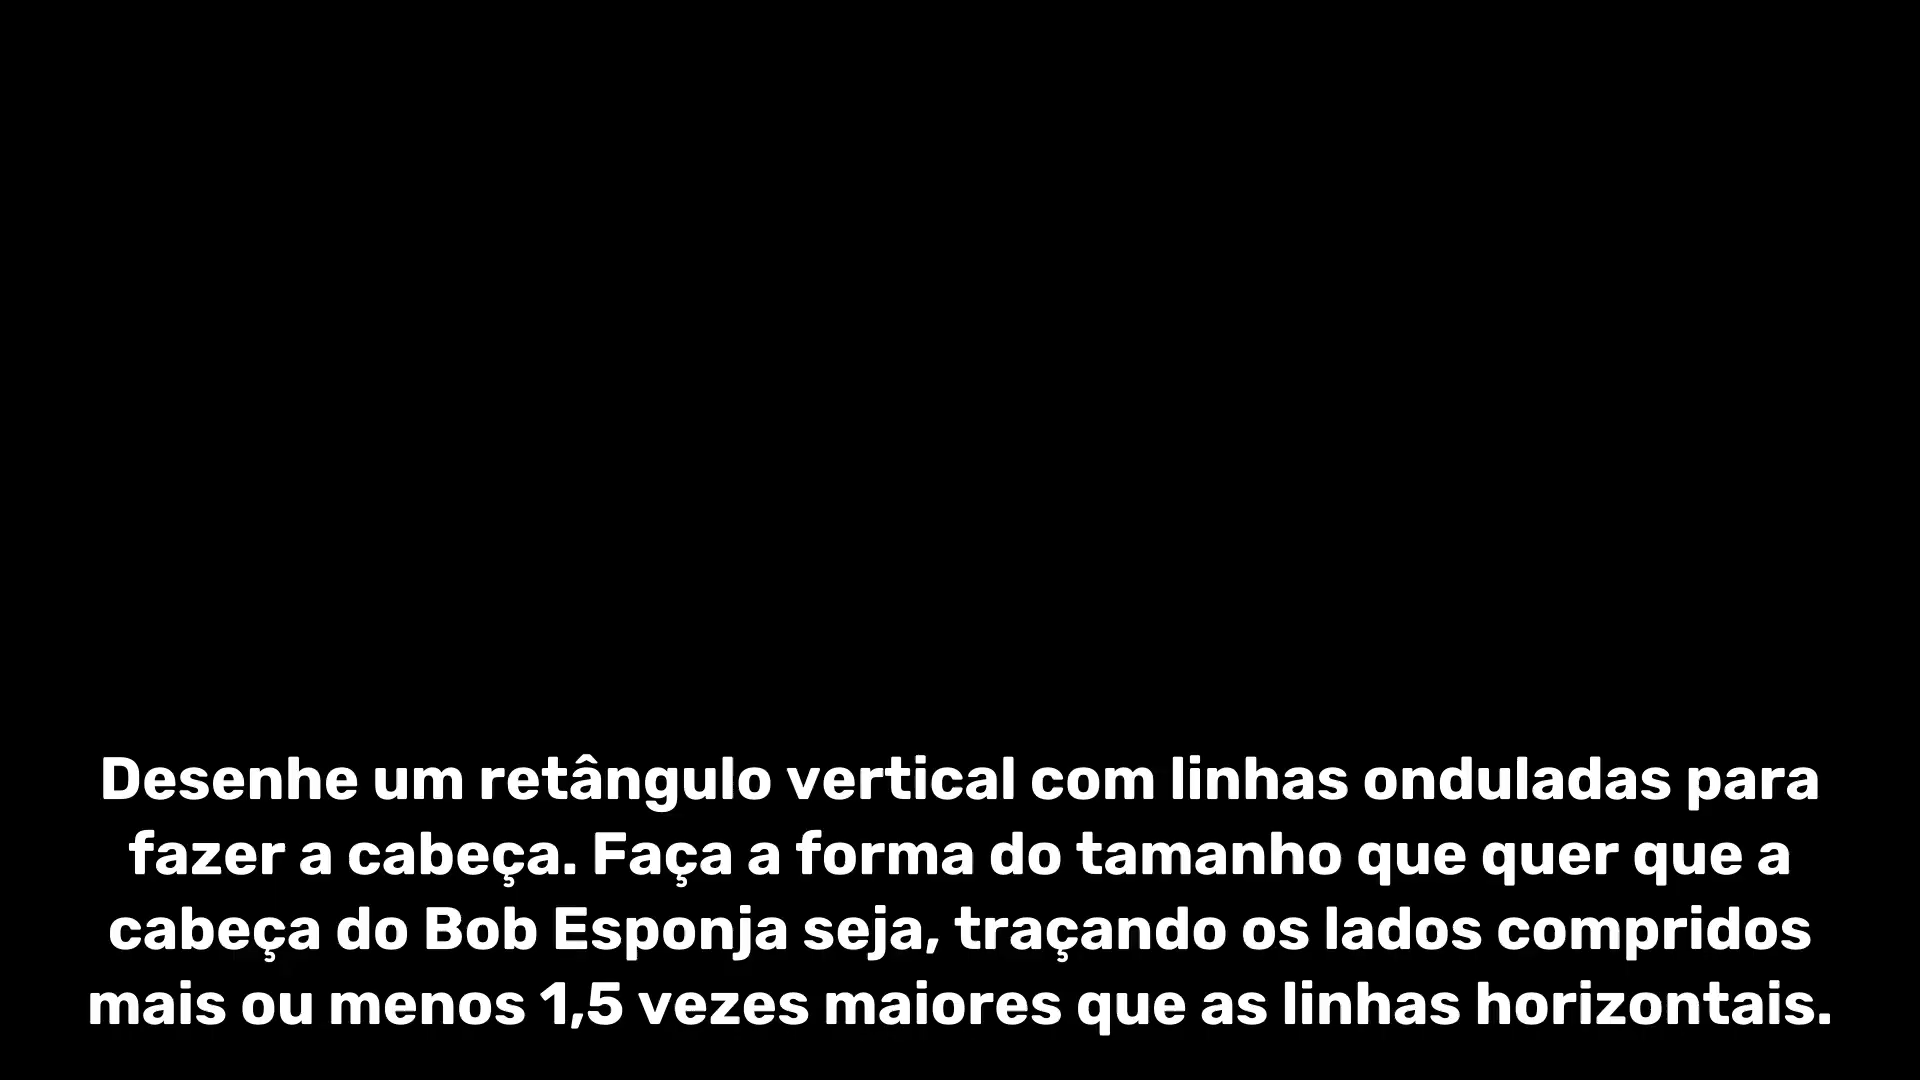 Desenhe um retângulo vertical com linhas onduladas para
fazer a cabeça. Faça a forma do tamanho que quer que a
cabeça do Bob Esponja seja, traçando os lados compridos
mais ou menos 1,5 vezes maiores que as linhas horizontais.